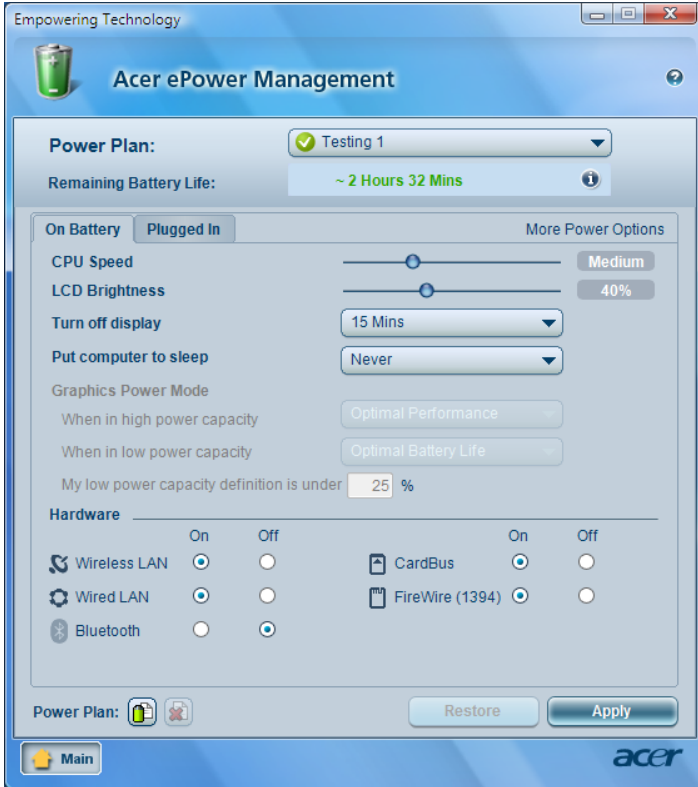 Empowering Technology
Acer ePower Management
Power Plan: Testing 1
Remaining Battery Life: ~ 2 Hours 32 Mins
On Battery Plugged In More Power Options
CPU Speed Medium
LCD Brightness 40%
Turn off display 15 Mins
Put computer to sleep Never
Graphics Power Mode
When in high power capacity Optimal Performance
When in low power capacity Optimal Battery Life
My low power capacity definition is under 25 %
Hardware
On Off On Off
Wireless LAN CardBus
Wired LAN FireWire (1394)
Bluetooth
Power Plan: Restore Apply
Main acer